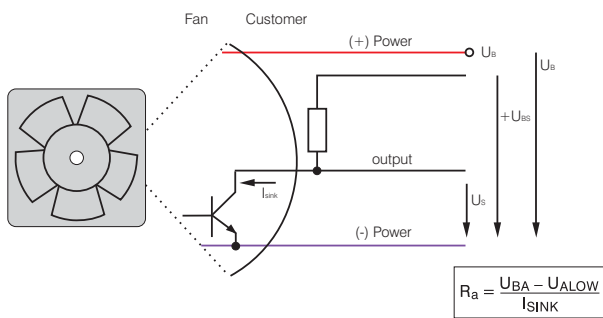 Fan Customer
(+) Power
UB
UB
+UBS
output
Isink
US
(-) Power
Ra = UBA – UALOW
ISINK